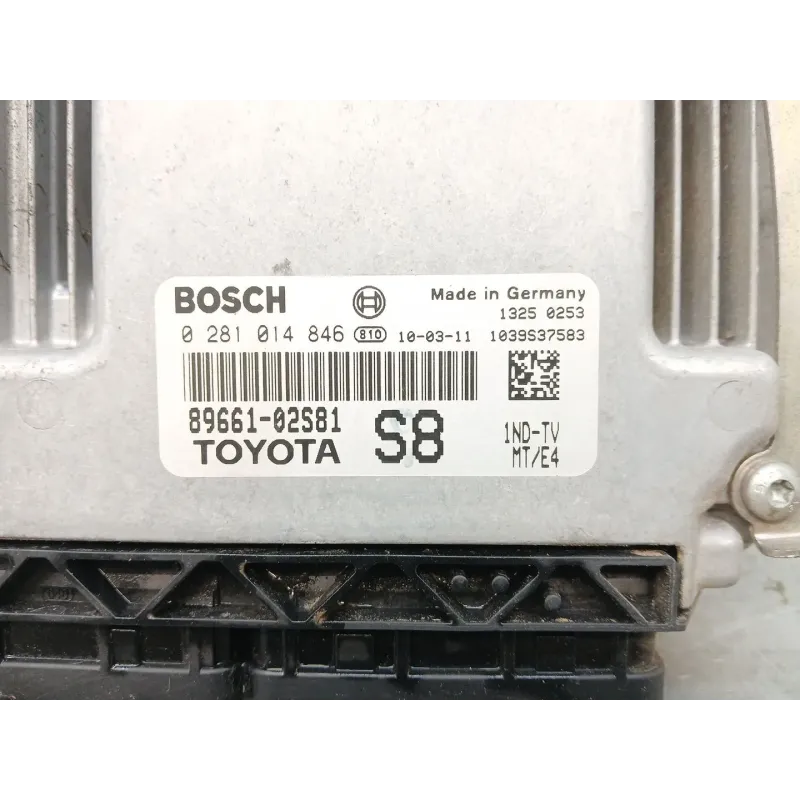 BOSCH Made in Germany
1325 0253
0 281 014 846 810 10-03-11 1039S37583
89661-02S81
TOYOTA S8
1ND-TV
MT/E4